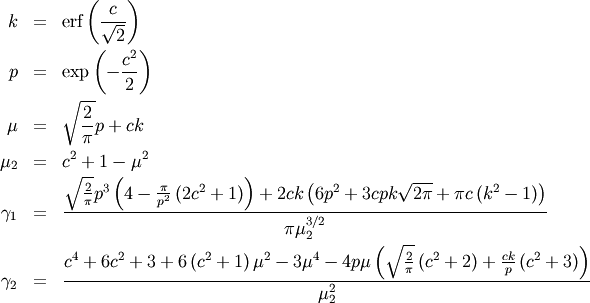 k = erf(c/√2)
p = exp(−c²/2)
μ = √(2/π) p + ck
μ₂ = c² + 1 − μ²
γ₁ = (√(2/π) p³ (4 − π/p² (2c² + 1)) + 2ck (6p² + 3cpk√(2π) + πc (k² − 1))) / (π μ₂^(3/2))
γ₂ = (c⁴ + 6c² + 3 + 6 (c² + 1) μ² − 3μ⁴ − 4pμ (√(2/π) (c² + 2) + ck/p (c² + 3))) / μ₂²